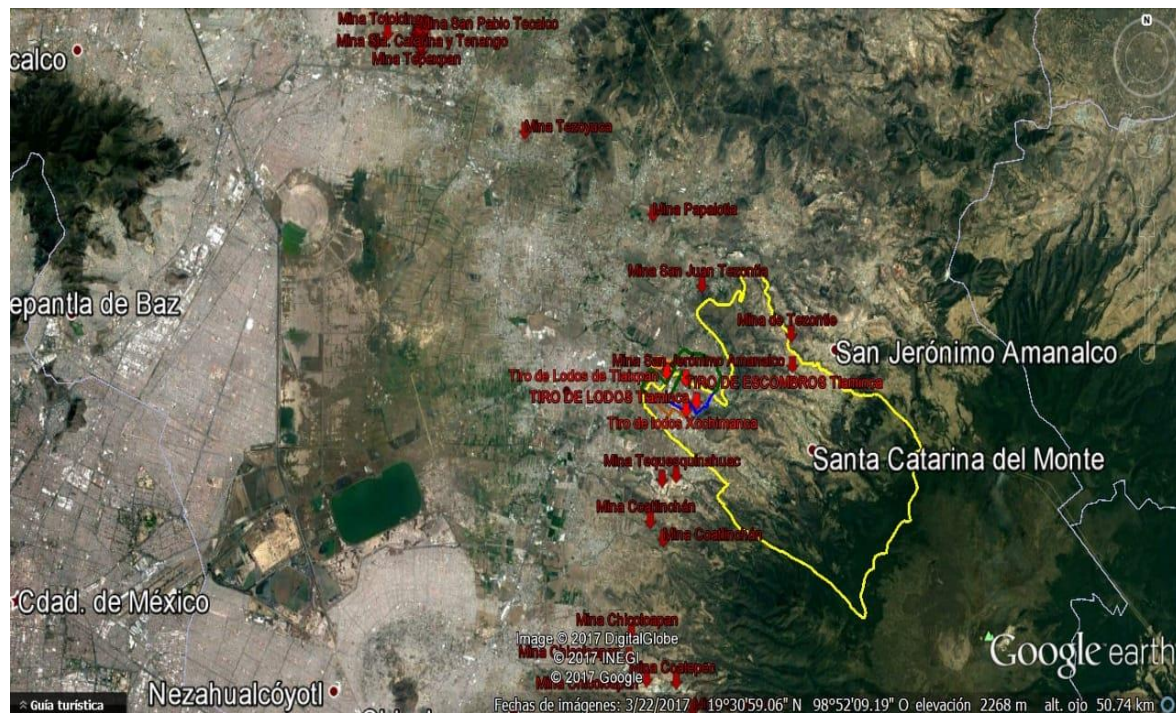 N
Mina San Pablo Tecalco
Mina Sta. Catarina y Tenango
Mina Tepexpan
calco
Mina Tezoyuca
Mina Papalotla
Mina San Juan Tezontla
epantla de Baz
Mina de Tezontle
San Jerónimo Amanalco
Mina San Jerónimo Amanalco
Tiro de Lodos de Tlaixpan
TIRO DE ESCOMBROS Tlaminca
TIRO DE LODOS Tlaminca
Tiro de lodos Xochimanca
Mina Tequesquinahuac
Santa Catarina del Monte
Mina Coatlinchán
Mina Coatlinchán
Cdad. de México
Mina Chicoloapan
Image © 2017 DigitalGlobe
© 2017 INEGI
© 2017 Google
Mina Coatepec
Google earth
Nezahualcóyotl
Guía turística
Fechas de imágenes: 3/22/2017
19°30'59.06" N 98°52'09.19" O elevación 2268 m alt. ojo 50.74 km